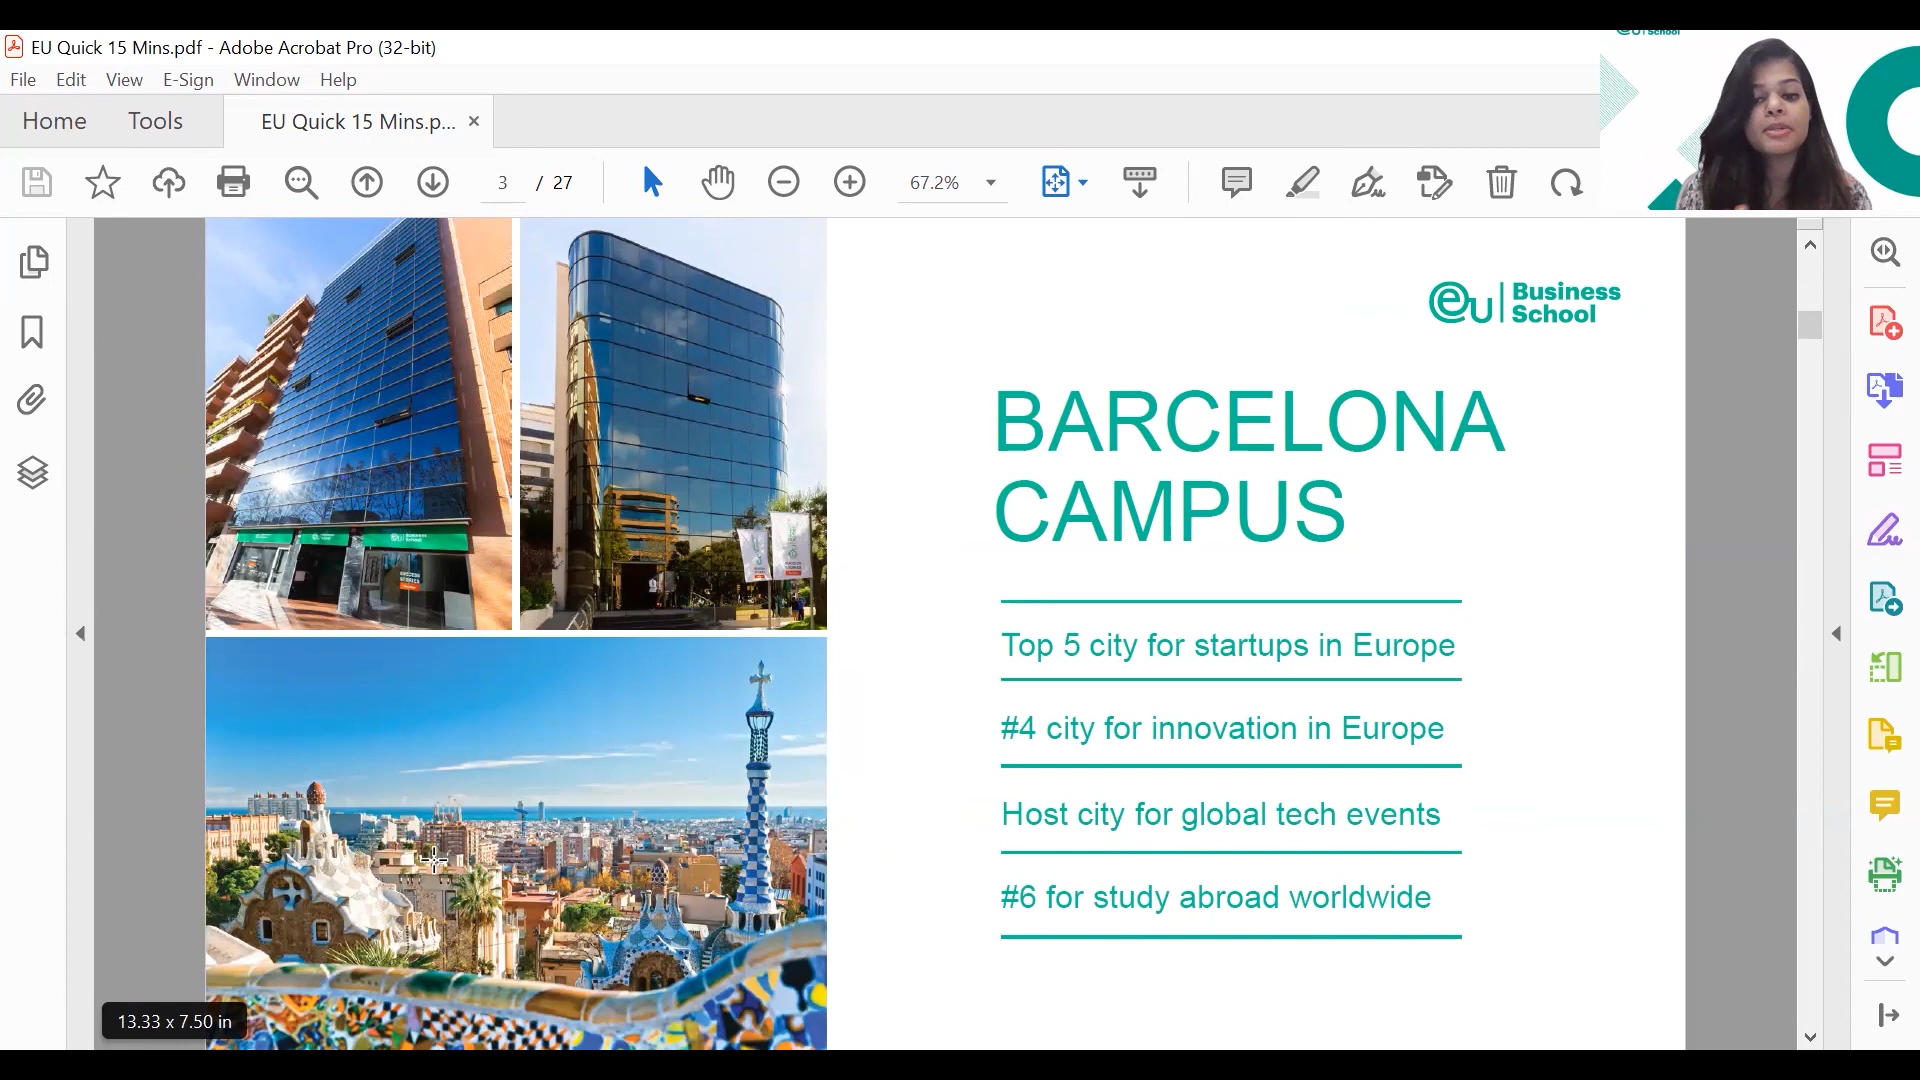 EU Quick 15 Mins.pdf - Adobe Acrobat Pro (32-bit)
File Edit View E-Sign Window Help
Home Tools EU Quick 15 Mins.p... ×
3 / 27 67.2%
eu Business School
BARCELONA
CAMPUS
Top 5 city for startups in Europe
#4 city for innovation in Europe
Host city for global tech events
#6 for study abroad worldwide
13.33 x 7.50 in